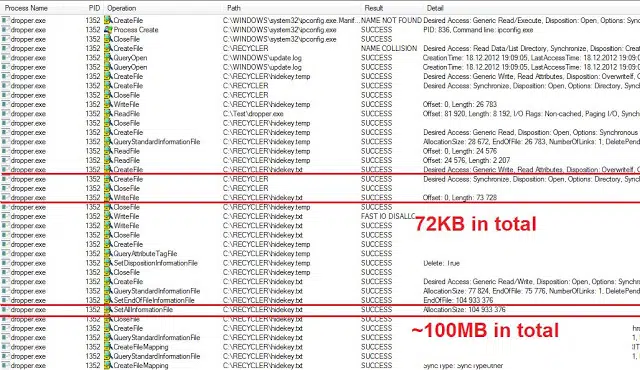 Process Name PID Operation Path Result Detail
dropper.exe 1352 CreateFile C:\WINDOWS\system32\ipconfig.exe.Manif... NAME NOT FOUND Desired Access: Generic Read/Execute, Disposition: Open, Options: Sync
dropper.exe 1352 Process Create C:\WINDOWS\system32\ipconfig.exe SUCCESS PID: 836, Command line: ipconfig.exe
dropper.exe 1352 CloseFile C:\WINDOWS\system32\ipconfig.exe SUCCESS
dropper.exe 1352 CreateFile C:\RECYCLER NAME COLLISION Desired Access: Read Data/List Directory, Synchronize, Disposition: Creat
dropper.exe 1352 QueryOpen C:\WINDOWS\update.log SUCCESS CreationTime: 18.12.2012 19:09:05, LastAccessTime: 18.12.2012 19:
dropper.exe 1352 QueryOpen C:\WINDOWS\update.log SUCCESS CreationTime: 18.12.2012 19:09:05, LastAccessTime: 18.12.2012 19:
dropper.exe 1352 CreateFile C:\RECYCLER\hidekey.temp SUCCESS Desired Access: Generic Write, Read Attributes, Disposition: OverwriteIf,
dropper.exe 1352 CreateFile C:\RECYCLER SUCCESS Desired Access: Synchronize, Disposition: Open, Options: Directory, Syn
dropper.exe 1352 CloseFile C:\RECYCLER SUCCESS
dropper.exe 1352 WriteFile C:\RECYCLER\hidekey.temp SUCCESS Offset: 0, Length: 26 783
dropper.exe 1352 ReadFile C:\Test\dropper.exe SUCCESS Offset: 81 920, Length: 8 192, I/O Flags: Non-cached, Paging I/O, Synch
dropper.exe 1352 CloseFile C:\RECYCLER\hidekey.temp SUCCESS
dropper.exe 1352 CreateFile C:\RECYCLER\hidekey.temp SUCCESS Desired Access: Generic Read, Disposition: Open, Options: Synchronous
dropper.exe 1352 QueryStandardInformationFile C:\RECYCLER\hidekey.temp SUCCESS AllocationSize: 28 672, EndOfFile: 26 783, NumberOfLinks: 1, DeletePend
dropper.exe 1352 ReadFile C:\RECYCLER\hidekey.temp SUCCESS Offset: 0, Length: 24 576
dropper.exe 1352 ReadFile C:\RECYCLER\hidekey.temp SUCCESS Offset: 24 576, Length: 2 207
dropper.exe 1352 CreateFile C:\RECYCLER\hidekey.txt SUCCESS Desired Access: Generic Write, Read Attributes, Disposition: OverwriteIf,
dropper.exe 1352 CreateFile C:\RECYCLER SUCCESS Desired Access: Synchronize, Disposition: Open, Options: Directory, Syn
dropper.exe 1352 CloseFile C:\RECYCLER SUCCESS
dropper.exe 1352 WriteFile C:\RECYCLER\hidekey.txt SUCCESS Offset: 0, Length: 73 728
dropper.exe 1352 CloseFile C:\RECYCLER\hidekey.temp SUCCESS
dropper.exe 1352 WriteFile C:\RECYCLER\hidekey.txt FAST IO DISALLO
72KB in total
dropper.exe 1352 WriteFile C:\RECYCLER\hidekey.txt SUCCESS
dropper.exe 1352 CloseFile C:\RECYCLER\hidekey.txt SUCCESS
dropper.exe 1352 CreateFile C:\RECYCLER\hidekey.temp SUCCESS
dropper.exe 1352 QueryAttributeTagFile C:\RECYCLER\hidekey.temp SUCCESS
dropper.exe 1352 SetDispositionInformationFile C:\RECYCLER\hidekey.temp SUCCESS Delete: True
dropper.exe 1352 CloseFile C:\RECYCLER\hidekey.temp SUCCESS
dropper.exe 1352 CreateFile C:\RECYCLER\hidekey.txt SUCCESS Desired Access: Generic Read/Write, Disposition: Open, Options: Synchr
dropper.exe 1352 QueryStandardInformationFile C:\RECYCLER\hidekey.txt SUCCESS AllocationSize: 77 824, EndOfFile: 75 776, NumberOfLinks: 1, DeletePend
dropper.exe 1352 SetEndOfFileInformationFile C:\RECYCLER\hidekey.txt SUCCESS EndOfFile: 104 933 376
dropper.exe 1352 SetAllInformationFile C:\RECYCLER\hidekey.txt SUCCESS AllocationSize: 104 933 376
dropper.exe 1352 CloseFile C:\RECYCLER\hidekey.txt SUCCESS
~100MB in total
dropper.exe 1352 CreateFile C:\RECYCLER\hidekey.txt SUCCESS
dropper.exe 1352 QueryStandardInformationFile C:\RECYCLER\hidekey.txt SUCCESS
dropper.exe 1352 CreateFileMapping C:\RECYCLER\hidekey.txt SUCCESS
dropper.exe 1352 QueryStandardInformationFile C:\RECYCLER\hidekey.txt SUCCESS
dropper.exe 1352 CreateFileMapping C:\RECYCLER\hidekey.txt SUCCESS